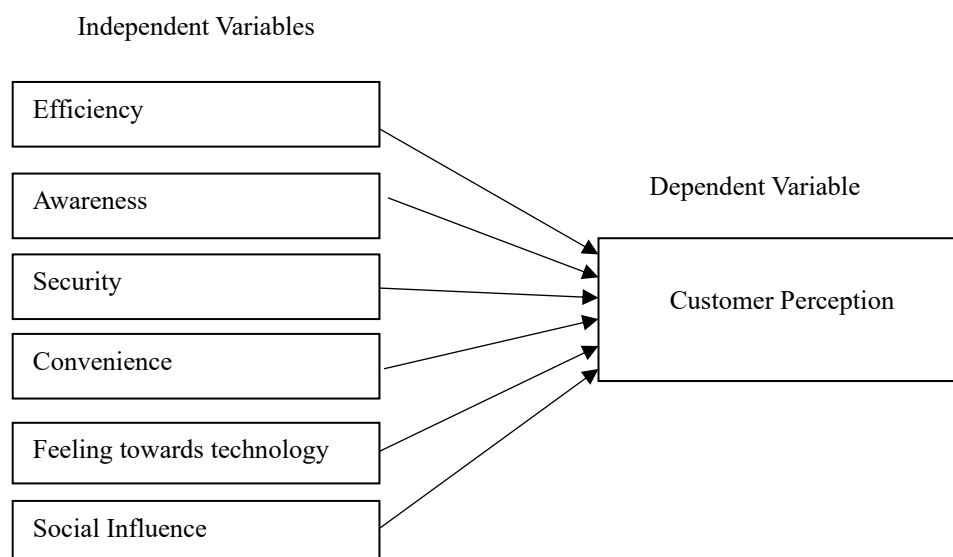 Independent Variables
Efficiency
Awareness
Security
Convenience
Feeling towards technology
Social Influence
Dependent Variable
Customer Perception